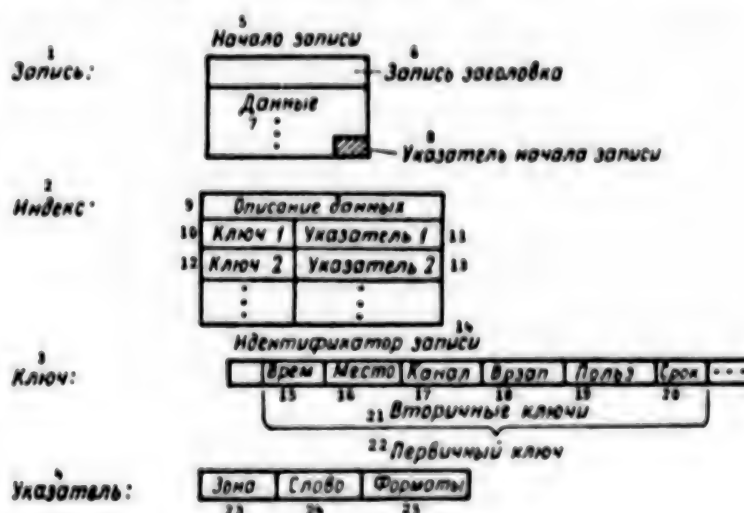 5
Начало записи
1
Запись:
6
Запись заголовка
Данные
7
8
Указатель начала записи
2
Индекс:
9 Описание данных
10 Ключ 1 Указатель 1 11
12 Ключ 2 Указатель 2 13
14
Идентификатор записи
3
Ключ:
Врем Место Канал Врзап Польз Срок ...
15 16 17 18 19 20
21 Вторичные ключи
22 Первичный ключ
4
Указатель:
Зона Слово Форматы
23 24 25